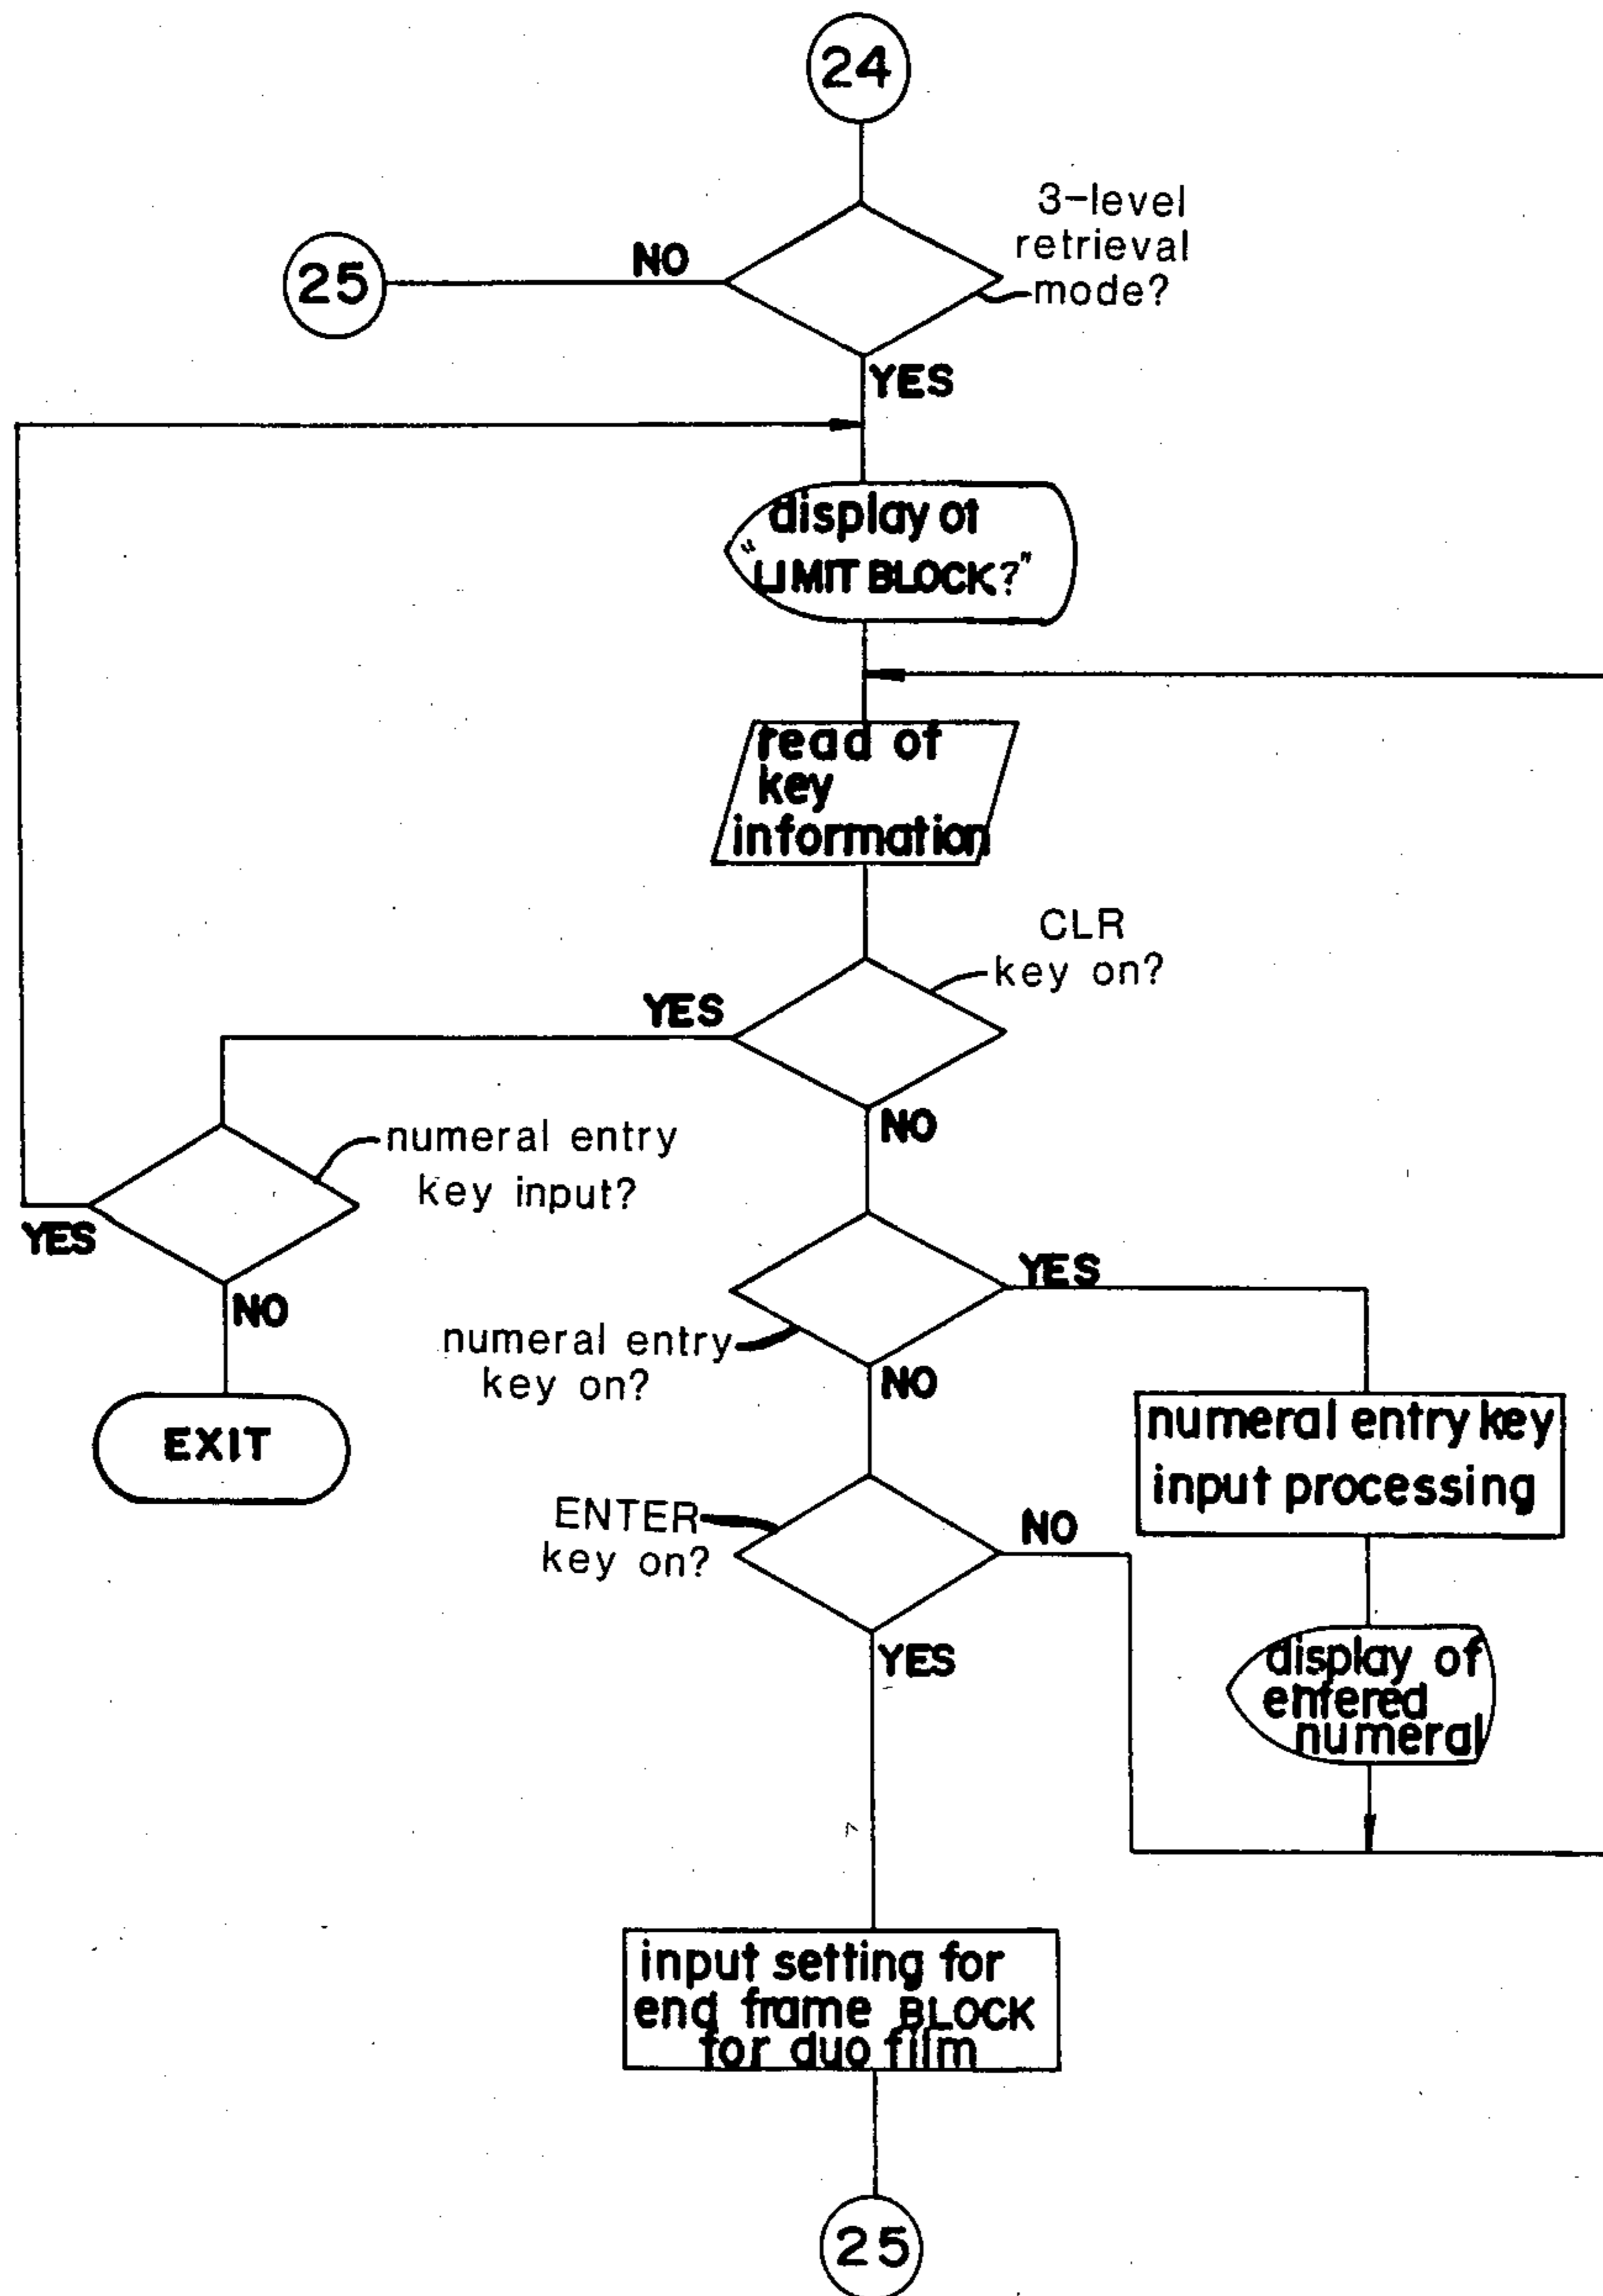 24
3-level
retrieval
mode?
NO
25
YES
display of
"LIMIT BLOCK?"
read of
key
information
CLR
key on?
YES
NO
numeral entry
key input?
YES
NO
EXIT
YES
numeral entry
key on?
NO
numeral entry key
input processing
ENTER
key on?
NO
YES
display of
entered
numeral
input setting for
end frame BLOCK
for duo film
25